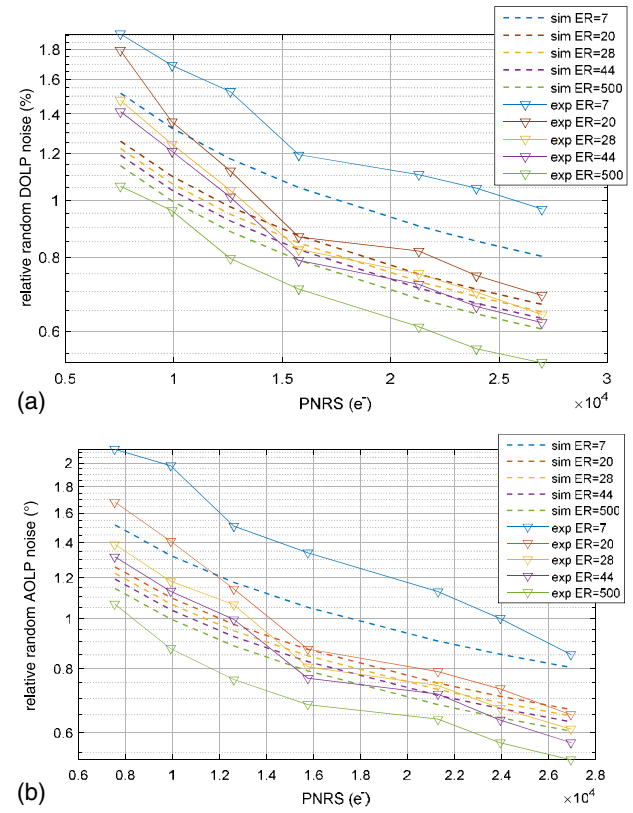 sim ER=7
sim ER=20
sim ER=28
sim ER=44
sim ER=500
exp ER=7
exp ER=20
exp ER=28
exp ER=44
exp ER=500
relative random DOLP noise (%)
1.8
1.6
1.4
1.2
1
0.8
0.6
0.5 1 1.5 2 2.5 3
PNRS (e-)
×10⁴
(a)
sim ER=7
sim ER=20
sim ER=28
sim ER=44
sim ER=500
exp ER=7
exp ER=20
exp ER=28
exp ER=44
exp ER=500
relative random AOLP noise (°)
2
1.8
1.6
1.4
1.2
1
0.8
0.6
0.6 0.8 1 1.2 1.4 1.6 1.8 2 2.2 2.4 2.6 2.8
PNRS (e-)
×10⁴
(b)